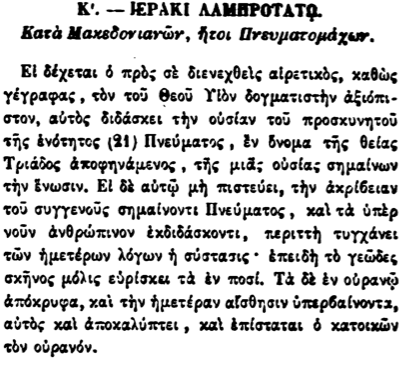 Κʹ. — ΙΕΡΑΚΙ ΛΑΜΠΡΟΤΑΤῼ.
Κατὰ Μακεδονιανῶν, ἤτοι Πνευματομάχων.
Εἰ δέχεται ὁ πρὸς σὲ διενεχθεὶς αἱρετικὸς, καθὼς
γέγραφας, τὸν τοῦ Θεοῦ Υἱὸν δογματιστὴν ἀξιόπι-
στον, αὐτὸς διδάσκει τὴν οὐσίαν τοῦ προσκυνητοῦ
τῆς ἑνότητος (21) Πνεύματος, ἓν ὄνομα τῆς θείας
Τριάδος ἀποφηνάμενος, τῆς μιᾶς οὐσίας σημαίνων
τὴν ἕνωσιν. Εἰ δὲ αὐτῷ μὴ πιστεύει, τὴν ἀκρίβειαν
τοῦ συγγενοῦς σημαίνοντι Πνεύματος, καὶ τὰ ὑπὲρ
νοῦν ἀνθρώπινον ἐκδιδάσκοντι, περιττὴ τυγχάνει
τῶν ἡμετέρων λόγων ἡ σύστασις· ἐπειδὴ τὸ γεῶδες
σκῆνος μόλις εὑρίσκει τὰ ἐν ποσί. Τὰ δὲ ἐν οὐρανῷ
ἀπόκρυφα, καὶ τὴν ἡμετέραν αἴσθησιν ὑπερβαίνοντα,
αὐτὸς καὶ ἀποκαλύπτει, καὶ ἐπίσταται ὁ κατοικῶν
τὸν οὐρανόν.